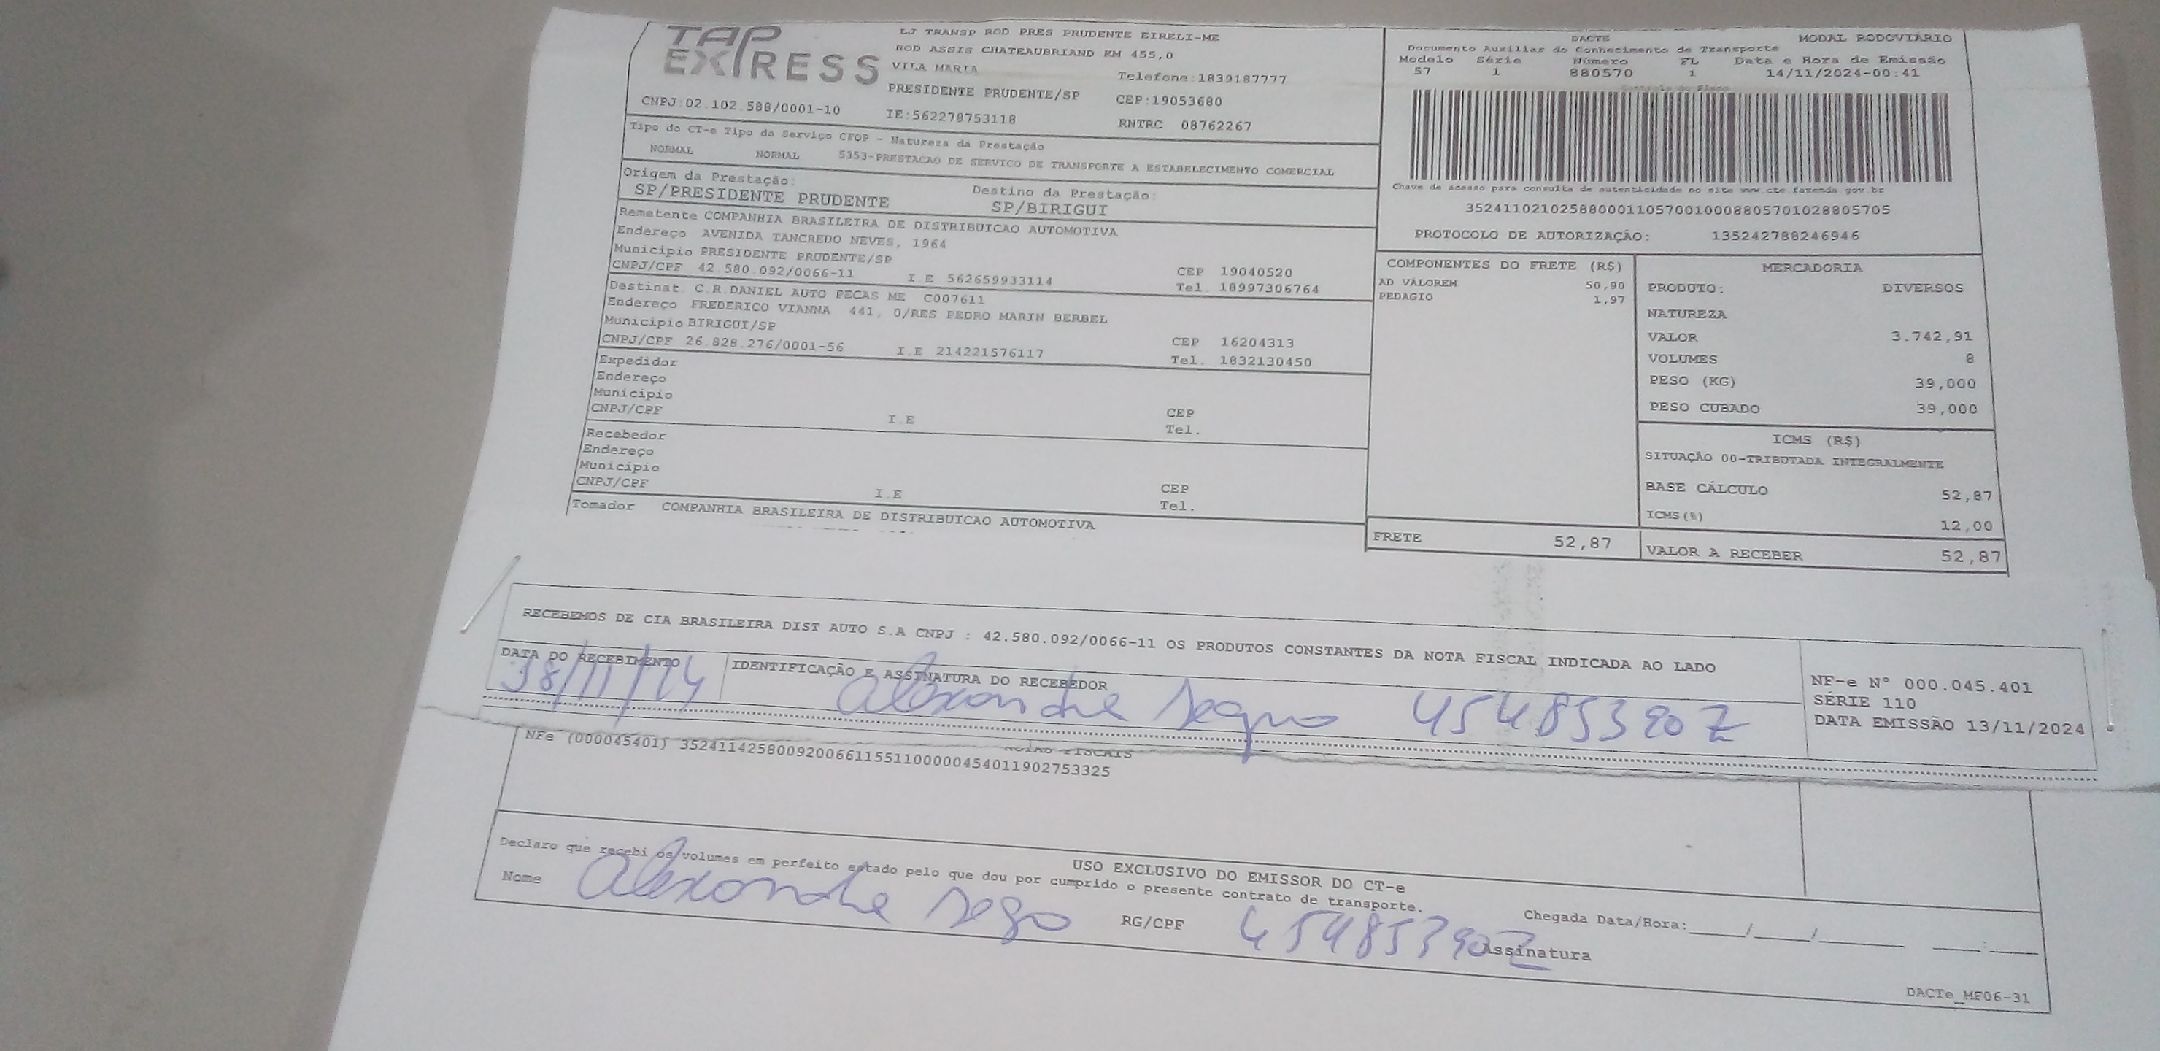 TAP EXPRESS
LJ TRANSP ROD PRES PRUDENTE EIRELI-ME
ROD ASSIS CHATEAUBRIAND KM 455,0
VILA MARIA Telefone:1839187777
PRESIDENTE PRUDENTE/SP CEP:19053680
CNPJ:02.102.588/0001-10 IE:562278753118 RNTRC 08762267
Tipo do CT-e Tipo da Serviço CFOP - Natureza da Prestação
NORMAL NORMAL 5353-PRESTACAO DE SERVICO DE TRANSPORTE A ESTABELECIMENTO COMERCIAL
Origem da Prestação: Destino da Prestação:
SP/PRESIDENTE PRUDENTE SP/BIRIGUI
Remetente COMPANHIA BRASILEIRA DE DISTRIBUICAO AUTOMOTIVA
Endereço AVENIDA TANCREDO NEVES, 1964
Município PRESIDENTE PRUDENTE/SP CEP 19040520
CNPJ/CPF 42.580.092/0066-11 I.E 562659933114 Tel. 18997306764
Destinat. C.R.DANIEL AUTO PECAS ME C007611
Endereço FREDERICO VIANNA 441, 0/RES PEDRO MARIN BERBEL
Município BIRIGUI/SP CEP 16204313
CNPJ/CPF 26.828.276/0001-56 I.E 214221576117 Tel. 1832130450
Expedidor
Endereço
Município CEP
CNPJ/CPF I.E Tel.
Recebedor
Endereço
Município CEP
CNPJ/CPF I.E Tel.
Tomador COMPANHIA BRASILEIRA DE DISTRIBUICAO AUTOMOTIVA
DACTE MODAL RODOVIÁRIO
Documento Auxiliar do Conhecimento de Transporte
Modelo Série Número FL Data e Hora de Emissão
57 1 880570 1 14/11/2024-00:41
Chave de acesso para consulta de autenticidade no site www.cte.fazenda.gov.br
35241102102588000110570010008805701028805705
PROTOCOLO DE AUTORIZAÇÃO: 135242788246946
COMPONENTES DO FRETE (R$)
AD VALOREM 50,90
PEDAGIO 1,97
FRETE 52,87
MERCADORIA
PRODUTO: DIVERSOS
NATUREZA
VALOR 3.742,91
VOLUMES 8
PESO (KG) 39,000
PESO CUBADO 39,000
ICMS (R$)
SITUAÇÃO 00-TRIBUTADA INTEGRALMENTE
BASE CÁLCULO 52,87
ICMS(%) 12,00
VALOR A RECEBER 52,87
RECEBEMOS DE CIA BRASILEIRA DIST AUTO S.A CNPJ : 42.580.092/0066-11 OS PRODUTOS CONSTANTES DA NOTA FISCAL INDICADA AO LADO
DATA DO RECEBIMENTO IDENTIFICAÇÃO E ASSINATURA DO RECEBEDOR
18/11/24 Alexandre 454853902
NF-e Nº 000.045.401
SÉRIE 110
DATA EMISSÃO 13/11/2024
NFe (000045401) 35241142580092006611551100000454011902753325
USO EXCLUSIVO DO EMISSOR DO CT-e
Declaro que recebi os volumes em perfeito estado pelo que dou por cumprido o presente contrato de transporte.
Nome Alexandre RG/CPF 454853902 Assinatura
Chegada Data/Hora:____/____/______ ____:____
DACTe_MF06-31